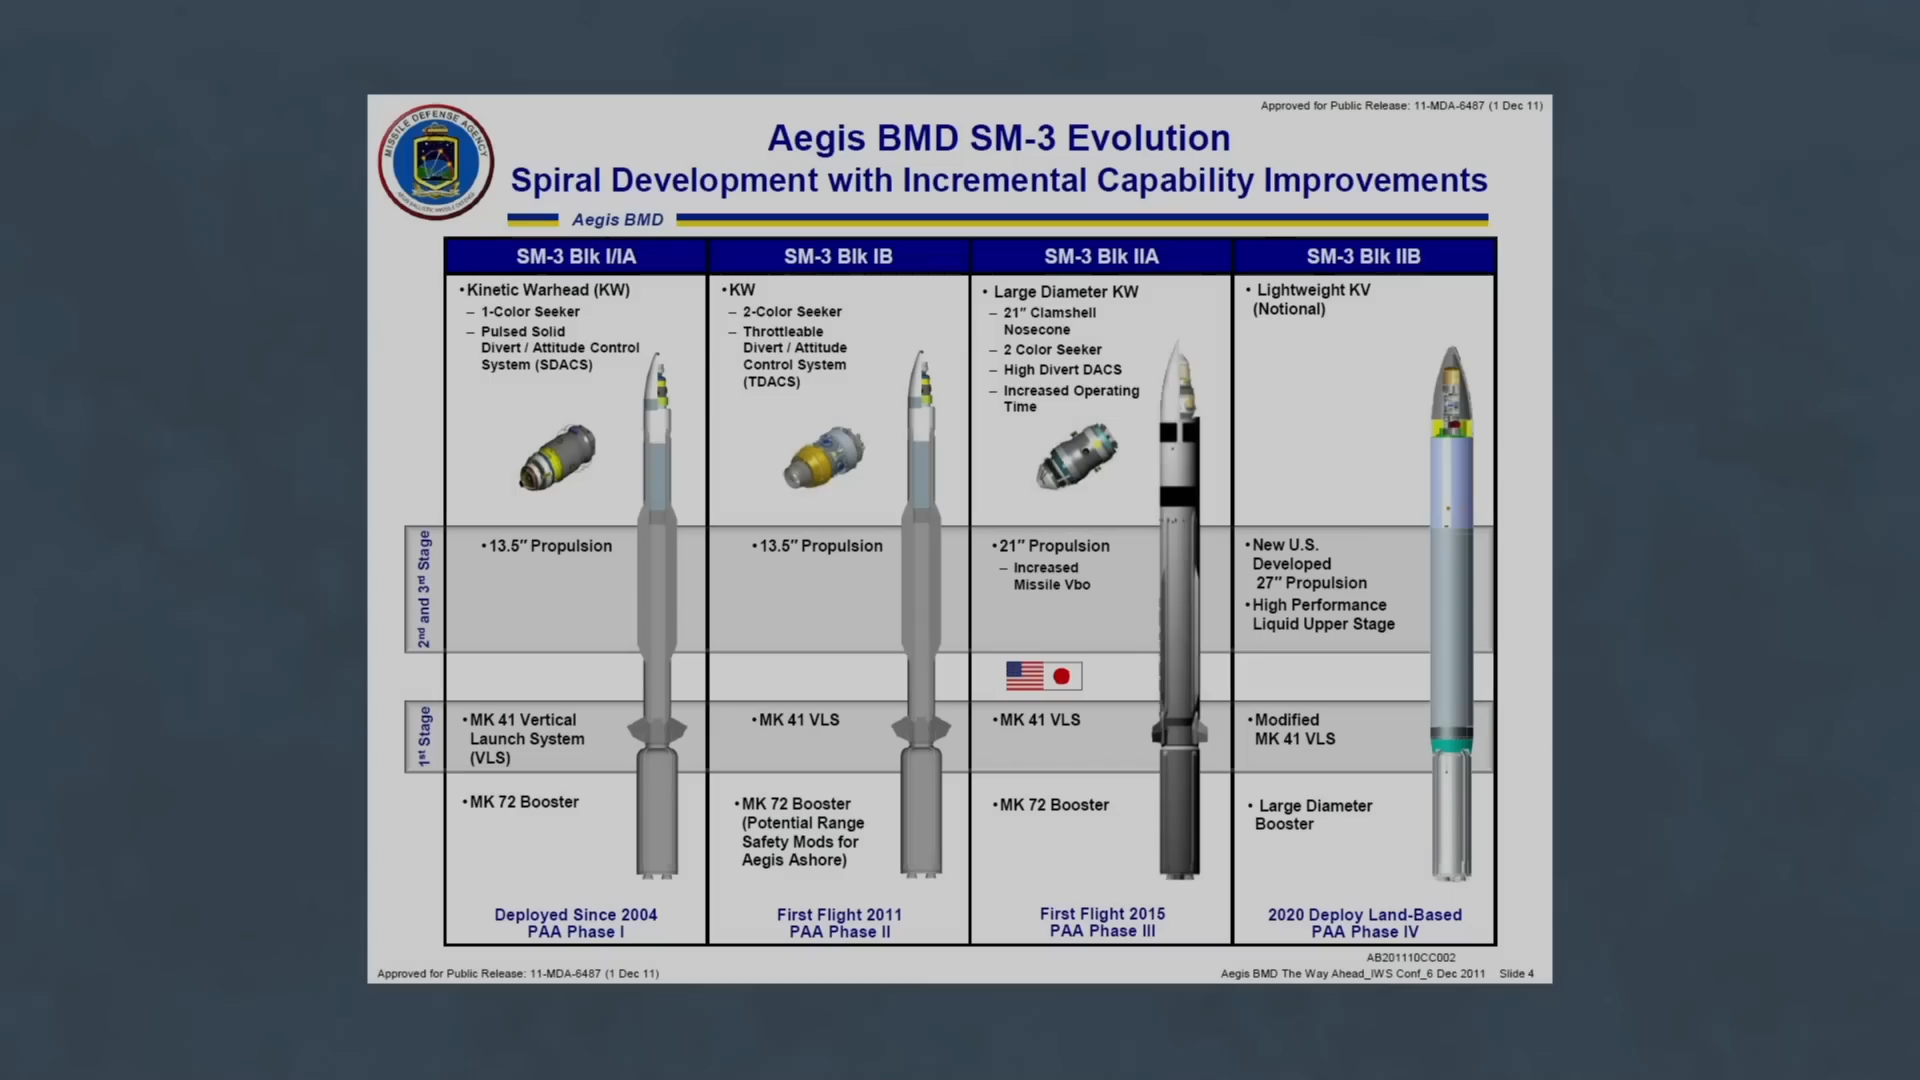 Approved for Public Release: 11-MDA-6487 (1 Dec 11)
MISSILE DEFENSE AGENCY
Aegis BMD SM-3 Evolution
Spiral Development with Incremental Capability Improvements
Aegis BMD
SM-3 Blk I/IA
•Kinetic Warhead (KW)
– 1-Color Seeker
– Pulsed Solid
Divert / Attitude Control
System (SDACS)
•13.5″ Propulsion
•MK 41 Vertical
Launch System
(VLS)
•MK 72 Booster
Deployed Since 2004
PAA Phase I
SM-3 Blk IB
•KW
– 2-Color Seeker
– Throttleable
Divert / Attitude
Control System
(TDACS)
•13.5″ Propulsion
•MK 41 VLS
•MK 72 Booster
(Potential Range
Safety Mods for
Aegis Ashore)
First Flight 2011
PAA Phase II
SM-3 Blk IIA
• Large Diameter KW
– 21″ Clamshell
Nosecone
– 2 Color Seeker
– High Divert DACS
– Increased Operating
Time
•21″ Propulsion
– Increased
Missile Vbo
•MK 41 VLS
•MK 72 Booster
First Flight 2015
PAA Phase III
SM-3 Blk IIB
• Lightweight KV
(Notional)
•New U.S.
Developed
27″ Propulsion
•High Performance
Liquid Upper Stage
•Modified
MK 41 VLS
• Large Diameter
Booster
2020 Deploy Land-Based
PAA Phase IV
2nd and 3rd Stage
1st Stage
AB201110CC002
Approved for Public Release: 11-MDA-6487 (1 Dec 11)
Aegis BMD The Way Ahead_IWS Conf_6 Dec 2011 Slide 4